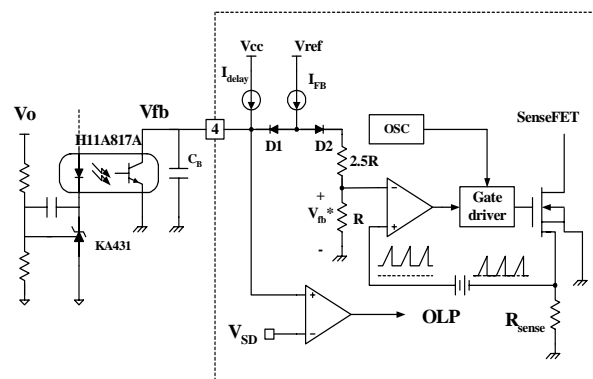 Vcc
Vref
I_delay
I_FB
Vo
Vfb
H11A817A
4
C_B
D1
D2
2.5R
OSC
SenseFET
+
V_fb*
-
R
Gate
driver
−
+
KA431
V_SD
+
−
OLP
R_sense